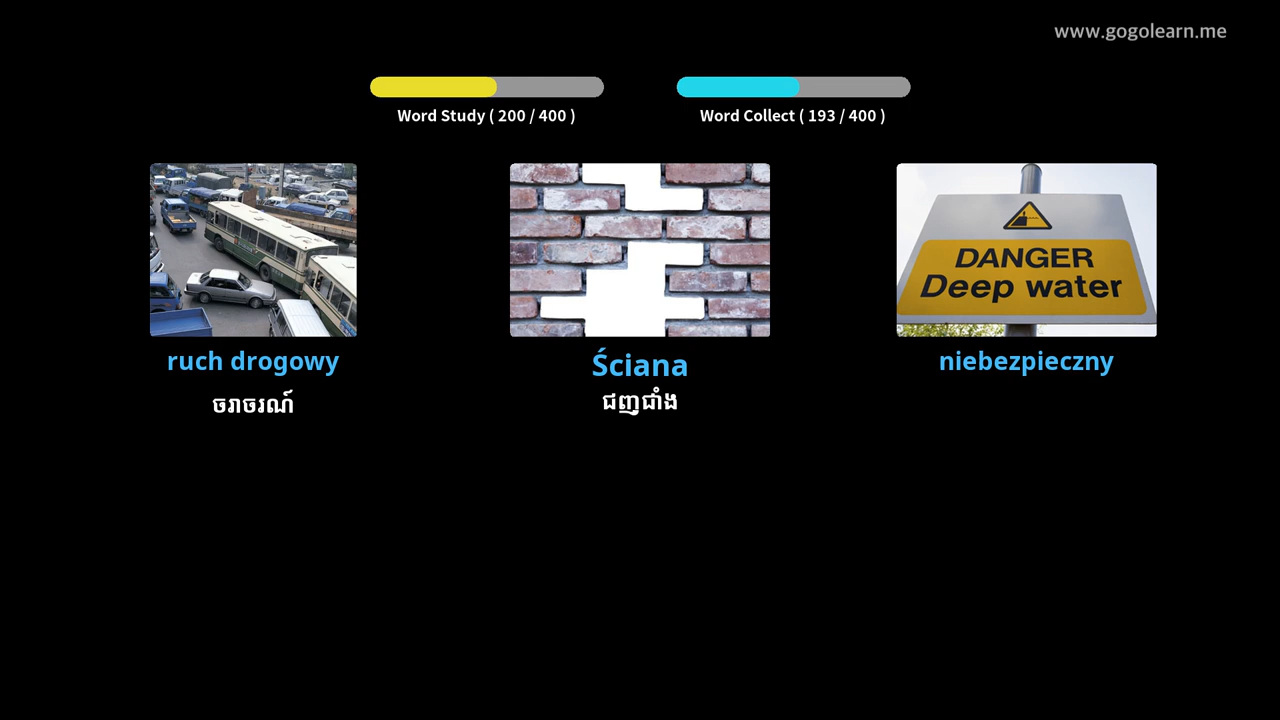 www.gogolearn.me
Word Study ( 200 / 400 )
Word Collect ( 193 / 400 )
DANGER
Deep water
ruch drogowy
Ściana
niebezpieczny
ចរាចរណ៍
ជញ្ជាំង